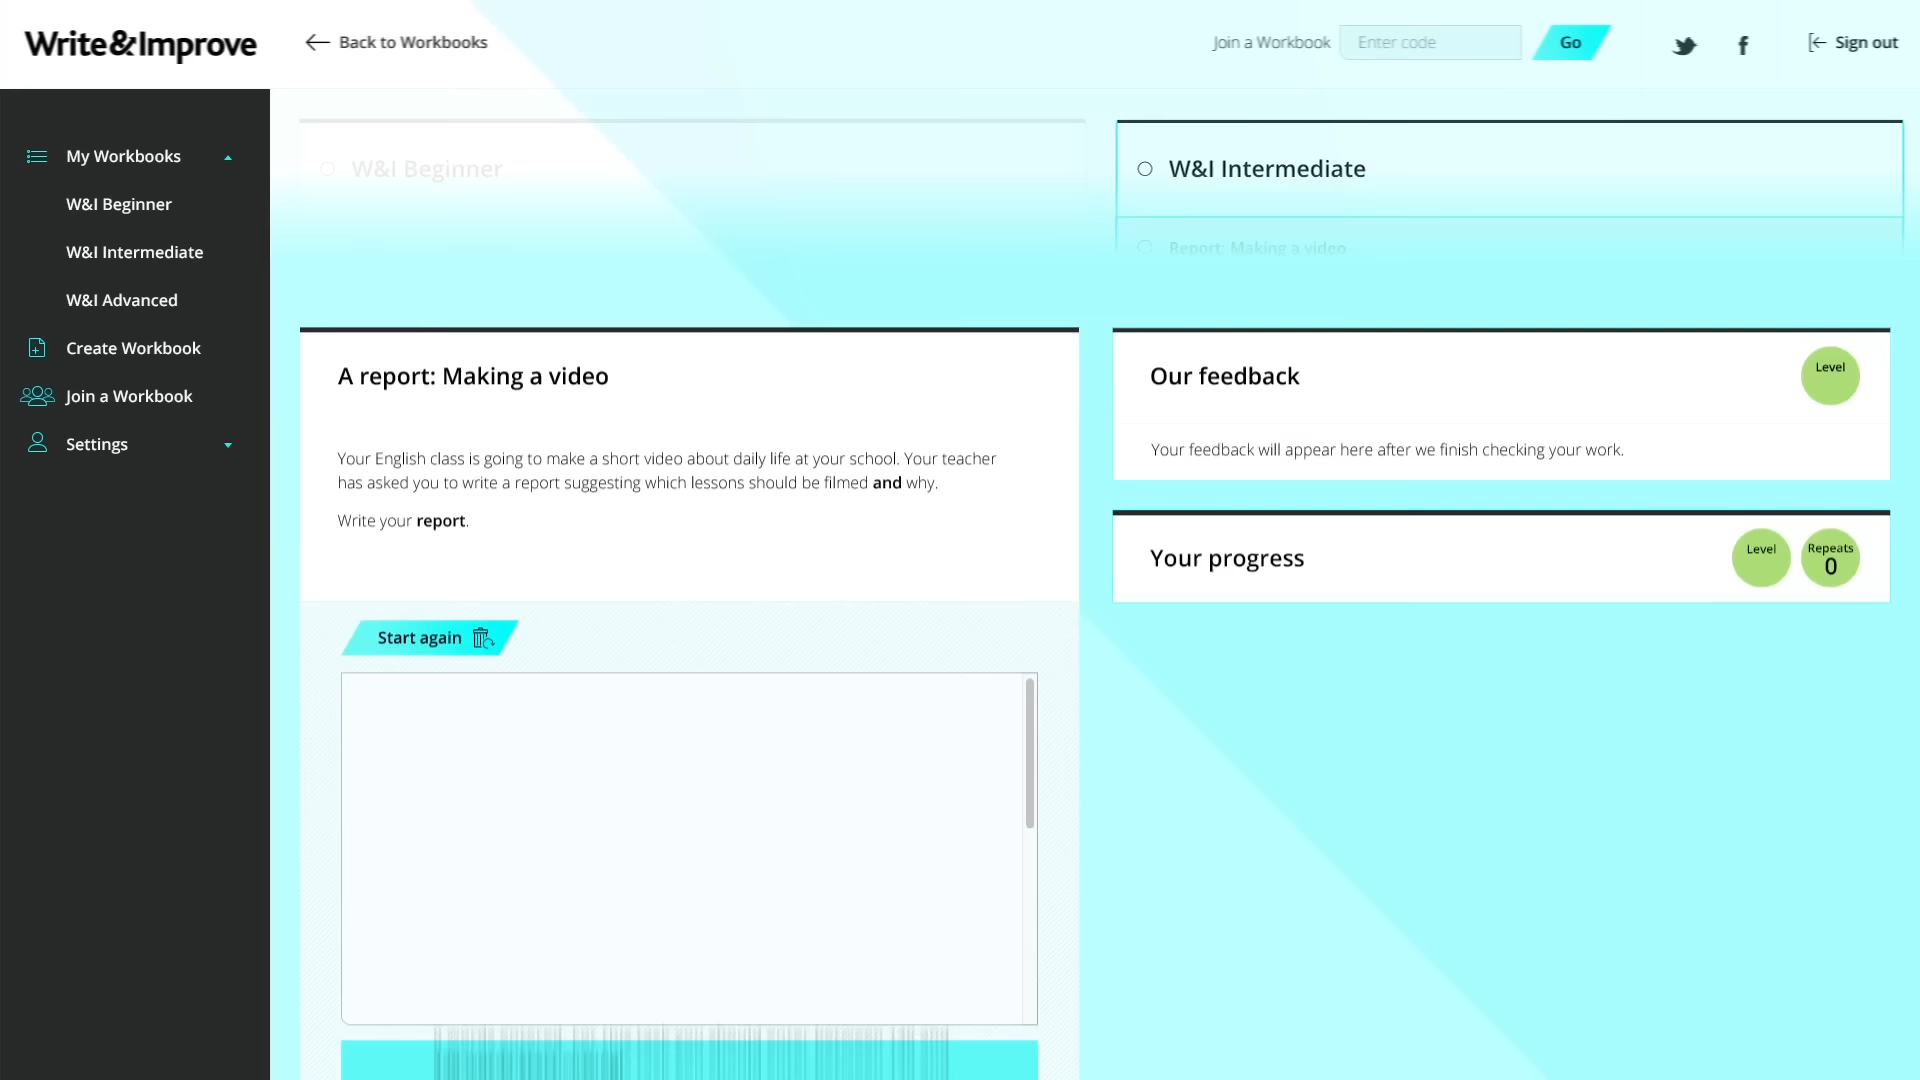 Write&Improve
Back to Workbooks
Join a Workbook
Enter code
Go
Sign out
My Workbooks
W&I Beginner
W&I Intermediate
W&I Advanced
Create Workbook
Join a Workbook
Settings
W&I Beginner
W&I Intermediate
Report: Making a video
A report: Making a video
Your English class is going to make a short video about daily life at your school. Your teacher
has asked you to write a report suggesting which lessons should be filmed and why.
Write your report.
Start again
Our feedback
Level
Your feedback will appear here after we finish checking your work.
Your progress
Level
Repeats
0